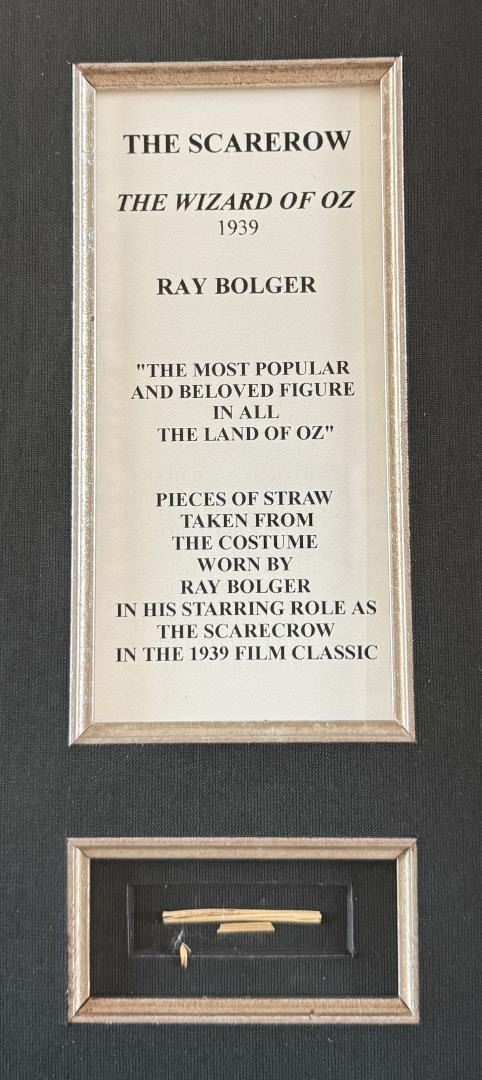 THE SCAREROW
THE WIZARD OF OZ
1939
RAY BOLGER
"THE MOST POPULAR
AND BELOVED FIGURE
IN ALL
THE LAND OF OZ"
PIECES OF STRAW
TAKEN FROM
THE COSTUME
WORN BY
RAY BOLGER
IN HIS STARRING ROLE AS
THE SCARECROW
IN THE 1939 FILM CLASSIC